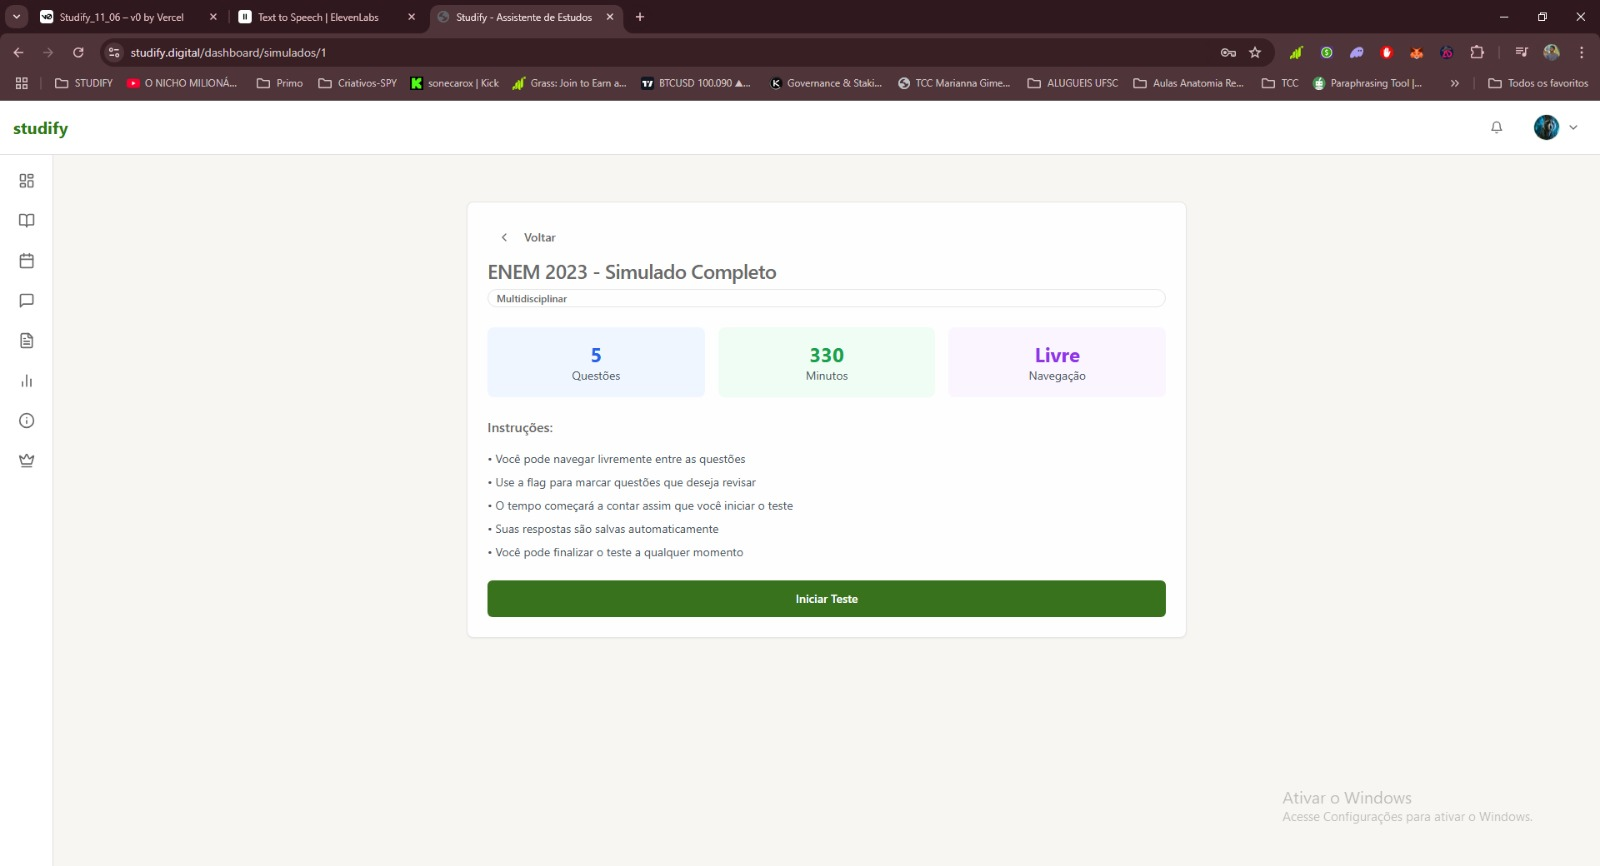 Studify_11_06 – v0 by Vercel
Text to Speech | ElevenLabs
Studify - Assistente de Estudos
studify.digital/dashboard/simulados/1
STUDIFY
O NICHO MILIONÁ...
Primo
Criativos-SPY
sonecarox | Kick
Grass: Join to Earn a...
BTCUSD 100.090 ▲...
Governance & Staki...
TCC Marianna Gime...
ALUGUEIS UFSC
Aulas Anatomia Re...
TCC
Paraphrasing Tool |...
»
Todos os favoritos
studify
Voltar
ENEM 2023 - Simulado Completo
Multidisciplinar
5
Questões
330
Minutos
Livre
Navegação
Instruções:
• Você pode navegar livremente entre as questões
• Use a flag para marcar questões que deseja revisar
• O tempo começará a contar assim que você iniciar o teste
• Suas respostas são salvas automaticamente
• Você pode finalizar o teste a qualquer momento
Iniciar Teste
Ativar o Windows
Acesse Configurações para ativar o Windows.